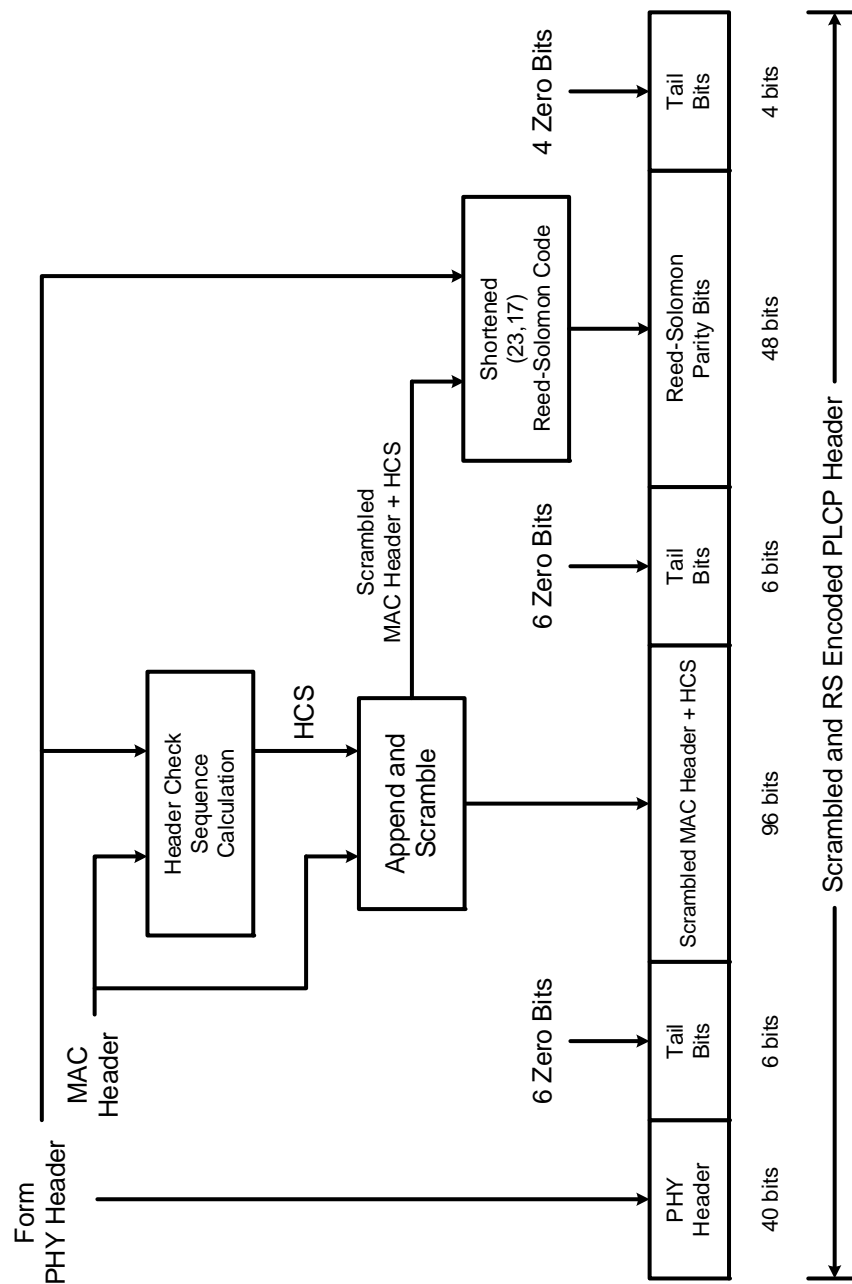 Form
PHY Header
MAC
Header
Header Check
Sequence
Calculation
HCS
Append and
Scramble
Scrambled
MAC Header + HCS
Shortened
(23,17)
Reed-Solomon Code
6 Zero Bits
6 Zero Bits
4 Zero Bits
PHY
Header
Tail
Bits
Scrambled MAC Header + HCS
Tail
Bits
Reed-Solomon
Parity Bits
Tail
Bits
40 bits
6 bits
96 bits
6 bits
48 bits
4 bits
Scrambled and RS Encoded PLCP Header